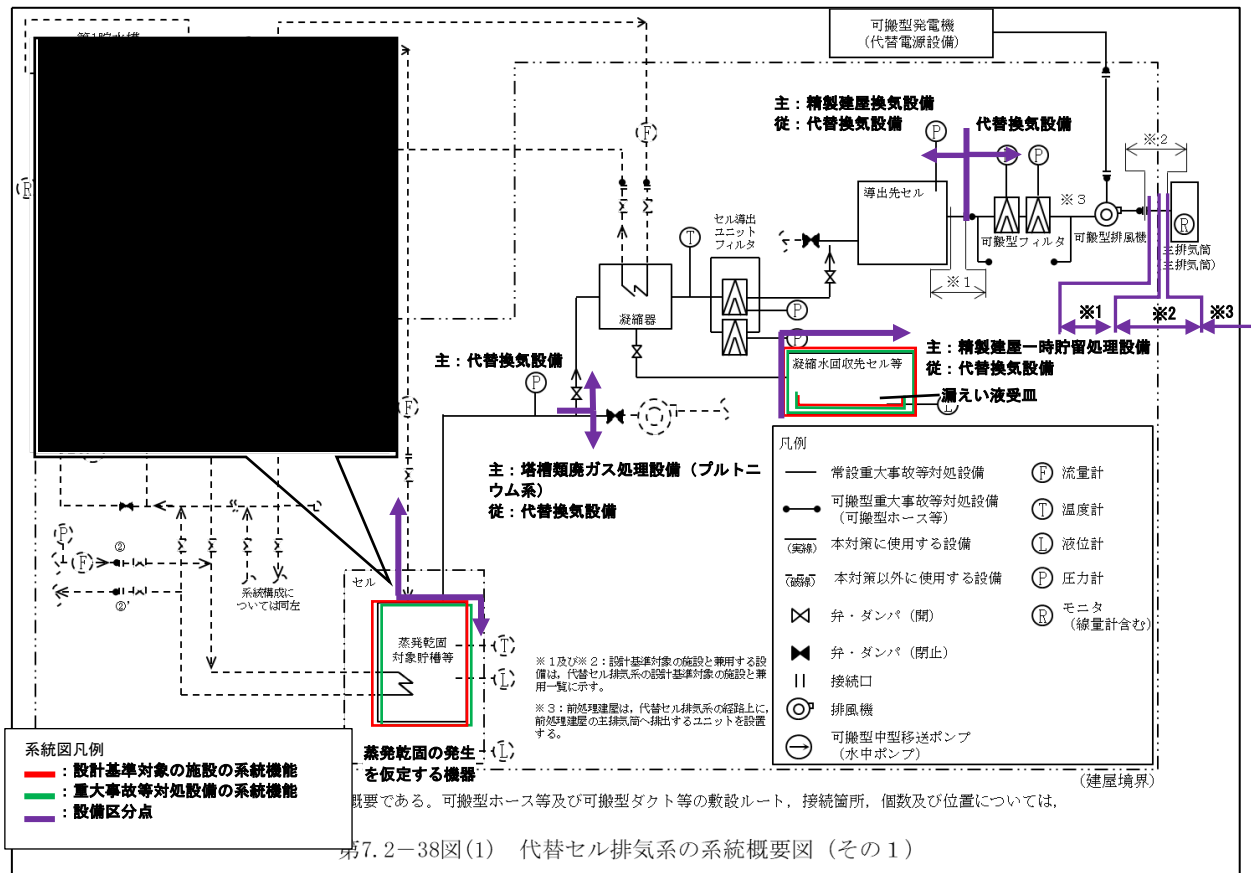 第1貯水槽
可搬型発電機
(代替電源設備)
主：精製建屋換気設備
従：代替換気設備
代替換気設備
P
※2
F
R
P
P
導出先セル
※3
可搬型フィルタ
可搬型排風機
R
主排気筒
主排気筒）
セル導出
ユニット
フィルタ
T
※1
凝縮器
P
P
※1
※2
※3
主：代替換気設備
P
F
凝縮水回収先セル等
主：精製建屋一時貯留処理設備
従：代替換気設備
漏えい液受皿
L
主：塔槽類廃ガス処理設備（プルトニ
ウム系）
従：代替換気設備
凡例
常設重大事故等対処設備
可搬型重大事故等対処設備
（可搬型ホース等）
(実線)
本対策に使用する設備
(破線)
本対策以外に使用する設備
弁・ダンパ（開）
弁・ダンパ（閉止）
接続口
排風機
可搬型中型移送ポンプ
（水中ポンプ）
F 流量計
T 温度計
L 液位計
P 圧力計
R モニタ
（線量計含む）
P
F
②
②'
系統構成に
ついては同左
セル
蒸発乾固
対象貯槽等
T
L
L
蒸発乾固の発生
を仮定する機器
※１及び※２：設計基準対象の施設と兼用する設
備は，代替セル排気系の設計基準対象の施設と兼
用一覧に示す。
※３：前処理建屋は，代替セル排気系の経路上に，
前処理建屋の主排気筒へ排出するユニットを設置
する。
(建屋境界)
系統図凡例
：設計基準対象の施設の系統機能
：重大事故等対処設備の系統機能
：設備区分点
概要である。可搬型ホース等及び可搬型ダクト等の敷設ルート，接続箇所，個数及び位置については，
第7.2－38図(1)　代替セル排気系の系統概要図（その１）